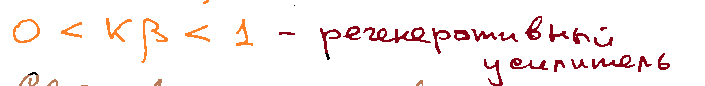 0 < Kβ < 1 - регенеративный
усилитель